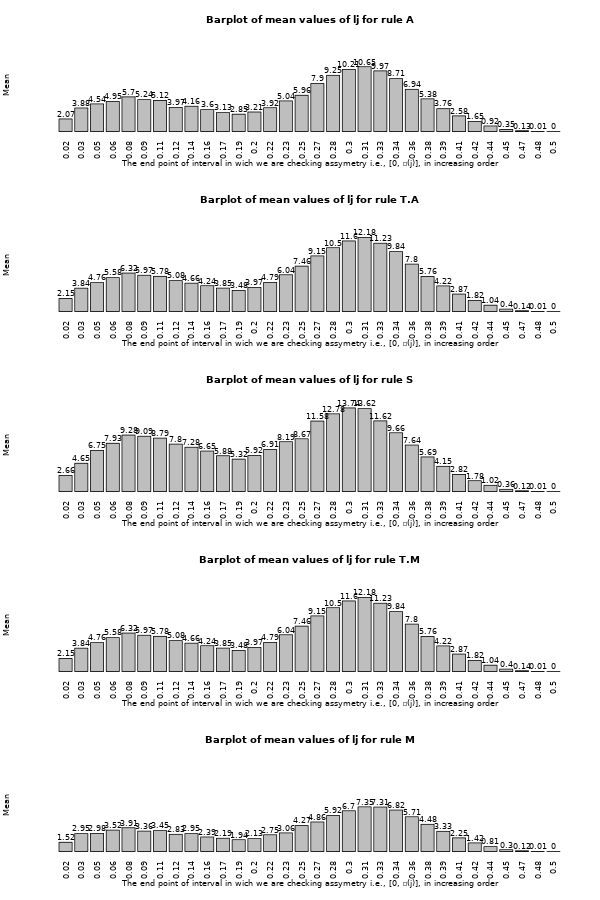 Barplot of mean values of lj for rule A
Mean
2.07 3.88 4.54 4.95 5.7 5.24 5.12 3.97 4.16 3.6 3.13 2.85 3.21 3.92 5.04 5.96 7.9 9.25 10.21 10.65 9.97 8.71 6.94 5.38 3.76 2.58 1.65 0.92 0.35 0.13 0.01 0
0.02 0.03 0.05 0.06 0.08 0.09 0.11 0.12 0.14 0.16 0.17 0.19 0.2 0.22 0.23 0.25 0.27 0.28 0.3 0.31 0.33 0.34 0.36 0.38 0.39 0.41 0.42 0.44 0.45 0.47 0.48 0.5
The end point of interval in wich we are checking assymetry i.e., [0, □(j)], in increasing order
Barplot of mean values of lj for rule T.A
Mean
2.15 3.84 4.76 5.58 6.32 5.97 5.78 5.08 4.66 4.24 3.85 3.48 3.97 4.79 6.04 7.46 9.15 10.5 11.6 12.18 11.23 9.84 7.8 5.76 4.22 2.87 1.82 1.04 0.4 0.14 0.01 0
0.02 0.03 0.05 0.06 0.08 0.09 0.11 0.12 0.14 0.16 0.17 0.19 0.2 0.22 0.23 0.25 0.27 0.28 0.3 0.31 0.33 0.34 0.36 0.38 0.39 0.41 0.42 0.44 0.45 0.47 0.48 0.5
The end point of interval in wich we are checking assymetry i.e., [0, □(j)], in increasing order
Barplot of mean values of lj for rule S
Mean
2.66 4.65 6.75 7.93 9.28 9.09 8.79 7.8 7.28 6.65 5.88 5.32 5.92 6.91 8.19 8.67 11.58 12.78 13.74 13.62 11.62 9.66 7.64 5.69 4.15 2.82 1.78 1.02 0.36 0.12 0.01 0
0.02 0.03 0.05 0.06 0.08 0.09 0.11 0.12 0.14 0.16 0.17 0.19 0.2 0.22 0.23 0.25 0.27 0.28 0.3 0.31 0.33 0.34 0.36 0.38 0.39 0.41 0.42 0.44 0.45 0.47 0.48 0.5
The end point of interval in wich we are checking assymetry i.e., [0, □(j)], in increasing order
Barplot of mean values of lj for rule T.M
Mean
2.15 3.84 4.76 5.58 6.32 5.97 5.78 5.08 4.66 4.24 3.85 3.48 3.97 4.79 6.04 7.46 9.15 10.5 11.6 12.18 11.23 9.84 7.8 5.76 4.22 2.87 1.82 1.04 0.4 0.14 0.01 0
0.02 0.03 0.05 0.06 0.08 0.09 0.11 0.12 0.14 0.16 0.17 0.19 0.2 0.22 0.23 0.25 0.27 0.28 0.3 0.31 0.33 0.34 0.36 0.38 0.39 0.41 0.42 0.44 0.45 0.47 0.48 0.5
The end point of interval in wich we are checking assymetry i.e., [0, □(j)], in increasing order
Barplot of mean values of lj for rule M
Mean
1.52 2.95 2.98 3.52 3.91 3.36 3.45 2.83 2.95 2.39 2.19 1.94 2.13 2.75 3.06 4.27 4.86 5.92 6.7 7.35 7.31 6.82 5.71 4.48 3.33 2.25 1.42 0.81 0.3 0.12 0.01 0
0.02 0.03 0.05 0.06 0.08 0.09 0.11 0.12 0.14 0.16 0.17 0.19 0.2 0.22 0.23 0.25 0.27 0.28 0.3 0.31 0.33 0.34 0.36 0.38 0.39 0.41 0.42 0.44 0.45 0.47 0.48 0.5
The end point of interval in wich we are checking assymetry i.e., [0, □(j)], in increasing order